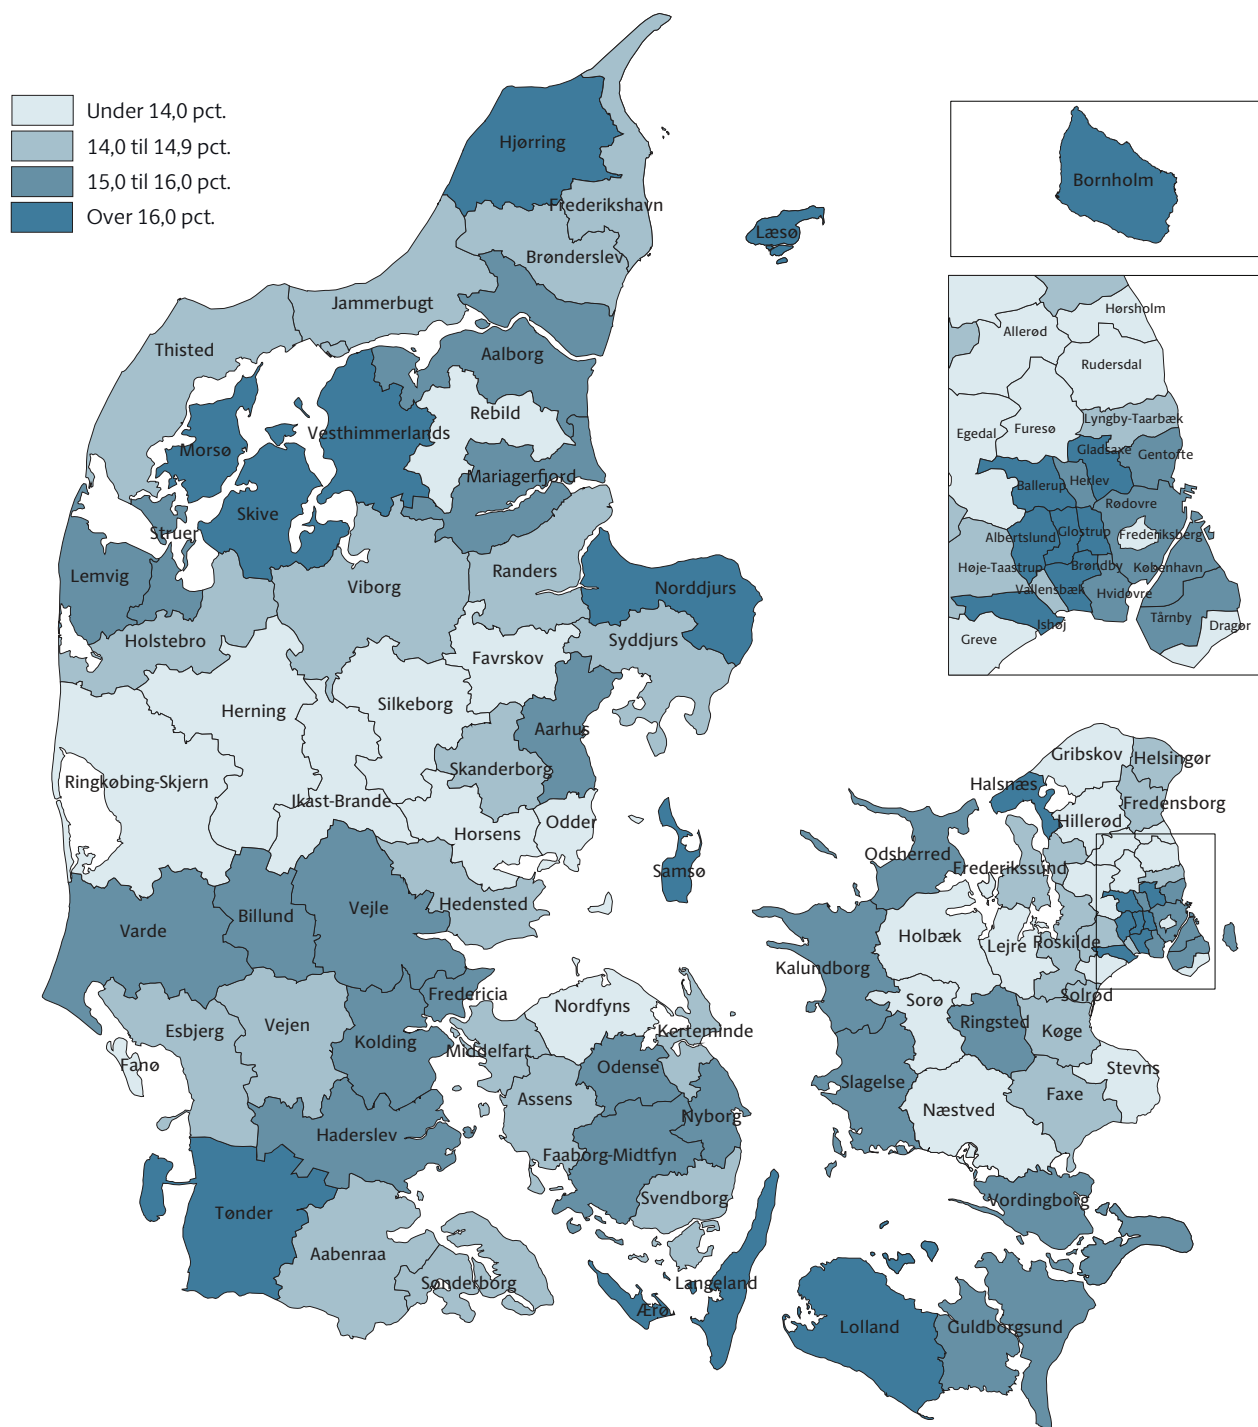 Under 14,0 pct.
14,0 til 14,9 pct.
15,0 til 16,0 pct.
Over 16,0 pct.
Hjørring
Frederikshavn
Læsø
Brønderslev
Jammerbugt
Thisted
Aalborg
Rebild
Vesthimmerlands
Morsø
Mariagerfjord
Skive
Struer
Lemvig
Viborg
Randers
Norddjurs
Holstebro
Syddjurs
Favrskov
Silkeborg
Herning
Aarhus
Skanderborg
Ringkøbing-Skjern
Ikast-Brande
Horsens
Odder
Samsø
Hedensted
Vejle
Billund
Varde
Fredericia
Esbjerg
Vejen
Kolding
Fanø
Haderslev
Tønder
Aabenraa
Sønderborg
Nordfyns
Kerteminde
Middelfart
Odense
Assens
Nyborg
Faaborg-Midtfyn
Svendborg
Langeland
Ærø
Bornholm
Hørsholm
Allerød
Rudersdal
Lyngby-Taarbæk
Furesø
Egedal
Gladsaxe
Gentofte
Ballerup
Herlev
Rødovre
Albertslund
Glostrup
Frederiksberg
Høje-Taastrup
Brøndby
København
Vallensbæk
Hvidovre
Tårnby
Ishøj
Dragør
Greve
Gribskov
Helsingør
Halsnæs
Fredensborg
Hillerød
Odsherred
Frederikssund
Holbæk
Lejre
Roskilde
Kalundborg
Solrød
Sorø
Ringsted
Køge
Stevns
Slagelse
Næstved
Faxe
Vordingborg
Lolland
Guldborgsund